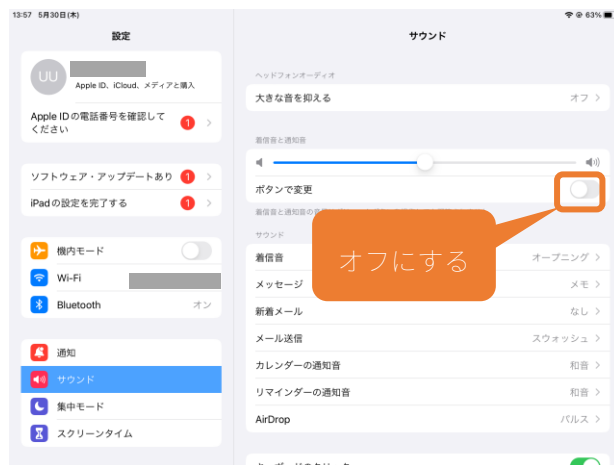 13:57 5月30日(木)
63%
設定
サウンド
UU
Apple ID、iCloud、メディアと購入
Apple IDの電話番号を確認して
ください
1
ソフトウェア・アップデートあり
1
iPadの設定を完了する
1
機内モード
Wi-Fi
Bluetooth
オン
通知
サウンド
集中モード
スクリーンタイム
ヘッドフォンオーディオ
大きな音を抑える
オフ
着信音と通知音
ボタンで変更
着信音と通知音の
オフにする
サウンド
着信音
オープニング
メッセージ
メモ
新着メール
なし
メール送信
スウォッシュ
カレンダーの通知音
和音
リマインダーの通知音
和音
AirDrop
パルス